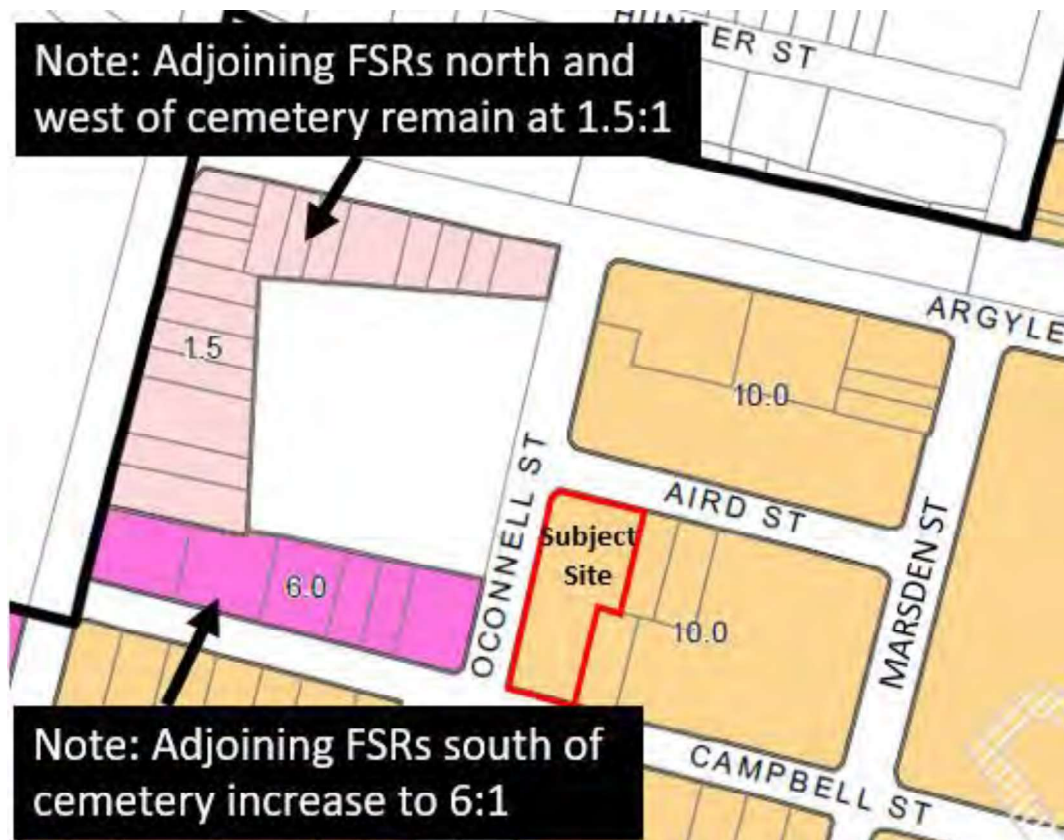 HUNTER ST
Note: Adjoining FSRs north and
west of cemetery remain at 1.5:1
ARGYLE
1.5
10.0
OCONNELL ST
AIRD ST
MARSDEN ST
Subject
Site
6.0
10.0
CAMPBELL ST
Note: Adjoining FSRs south of
cemetery increase to 6:1